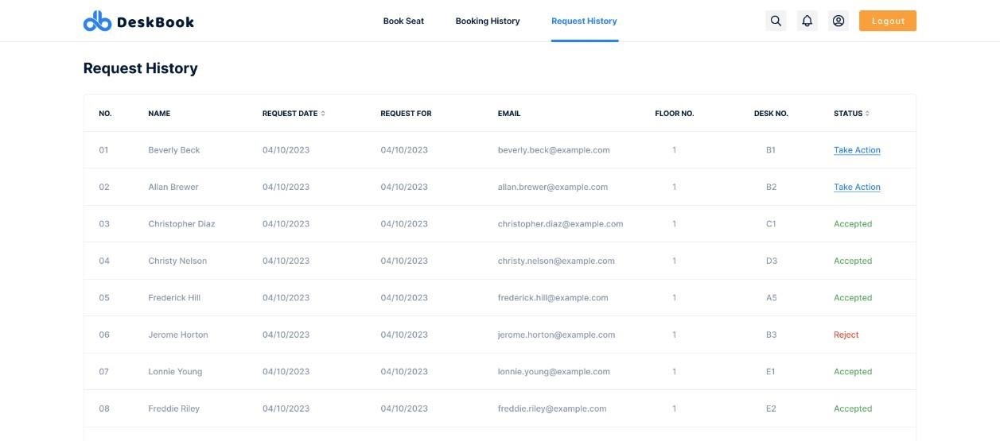 DeskBook Book Seat Booking History Request History Logout
Request History
NO. NAME REQUEST DATE REQUEST FOR EMAIL FLOOR NO. DESK NO. STATUS
01 Beverly Beck 04/10/2023 04/10/2023 beverly.beck@example.com 1 B1 Take Action
02 Allan Brewer 04/10/2023 04/10/2023 allan.brewer@example.com 1 B2 Take Action
03 Christopher Diaz 04/10/2023 04/10/2023 christopher.diaz@example.com 1 C1 Accepted
04 Christy Nelson 04/10/2023 04/10/2023 christy.nelson@example.com 1 D3 Accepted
05 Frederick Hill 04/10/2023 04/10/2023 frederick.hill@example.com 1 A5 Accepted
06 Jerome Horton 04/10/2023 04/10/2023 jerome.horton@example.com 1 B3 Reject
07 Lonnie Young 04/10/2023 04/10/2023 lonnie.young@example.com 1 E1 Accepted
08 Freddie Riley 04/10/2023 04/10/2023 freddie.riley@example.com 1 E2 Accepted